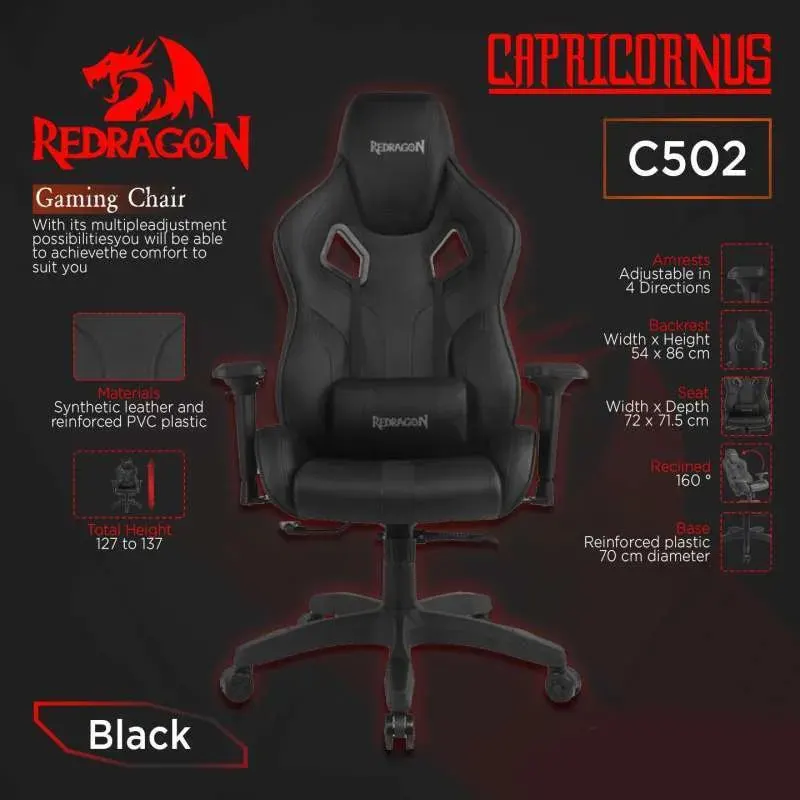 REDRAGON
Gaming Chair
With its multipleadjustment
possibilitiesyou will be able
to achievethe comfort to
suit you
Materials
Synthetic leather and
reinforced PVC plastic
Total Height
127 to 137
Black
REDRAGON
REDRAGON
CAPRICORNUS
C502
Amrests
Adjustable in
4 Directions
Backrest
Width x Height
54 x 86 cm
Seat
Width x Depth
72 x 71.5 cm
Reclined
160 °
Base
Reinforced plastic
70 cm diameter